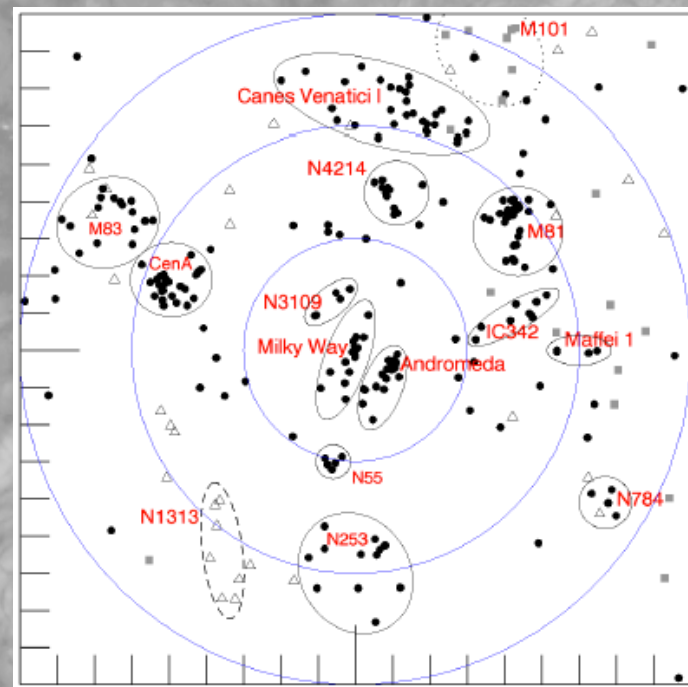 M101
Canes Venatici I
N4214
M83
M81
CenA
N3109
IC342
Milky Way
Maffei 1
Andromeda
N55
N784
N1313
N253